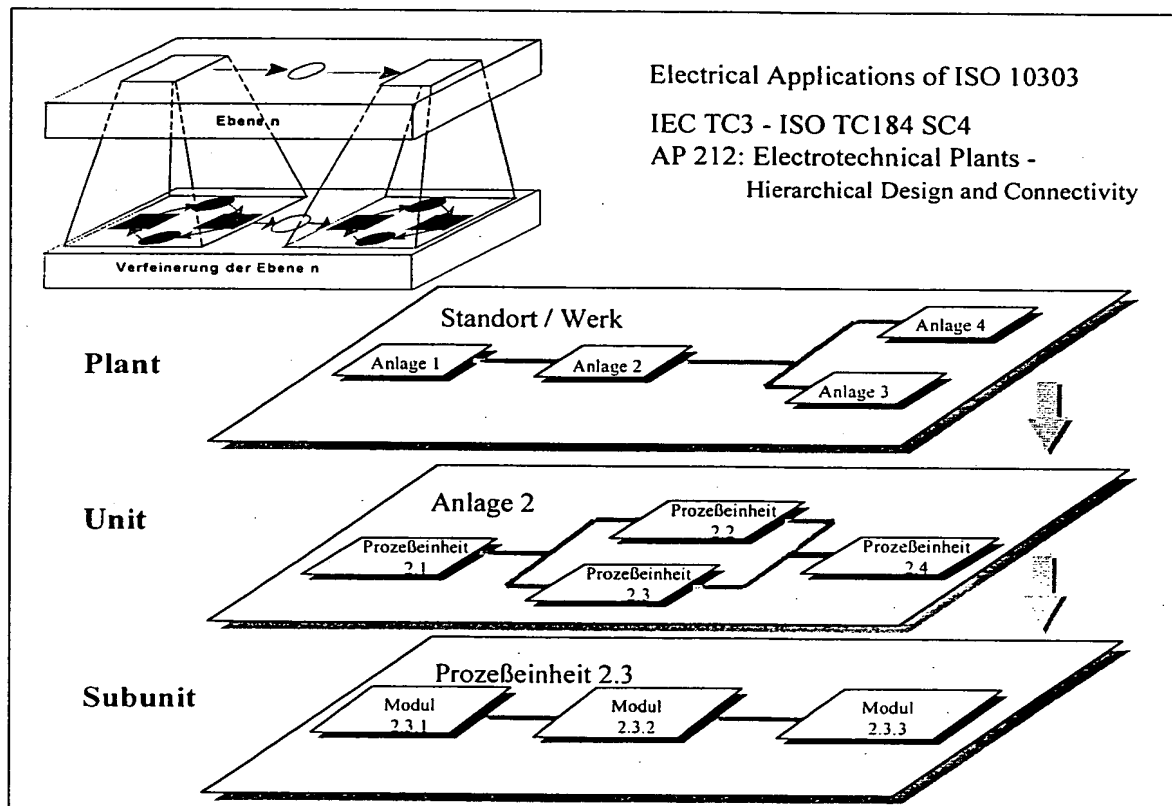 Electrical Applications of ISO 10303
IEC TC3 - ISO TC184 SC4
AP 212: Electrotechnical Plants -
Hierarchical Design and Connectivity
Ebene n
Verfeinerung der Ebene n
Plant
Standort / Werk
Anlage 1
Anlage 2
Anlage 4
Anlage 3
Unit
Anlage 2
Prozeßeinheit
2.1
Prozeßeinheit
2.2
Prozeßeinheit
2.3
Prozeßeinheit
2.4
Subunit
Prozeßeinheit 2.3
Modul
2.3.1
Modul
2.3.2
Modul
2.3.3